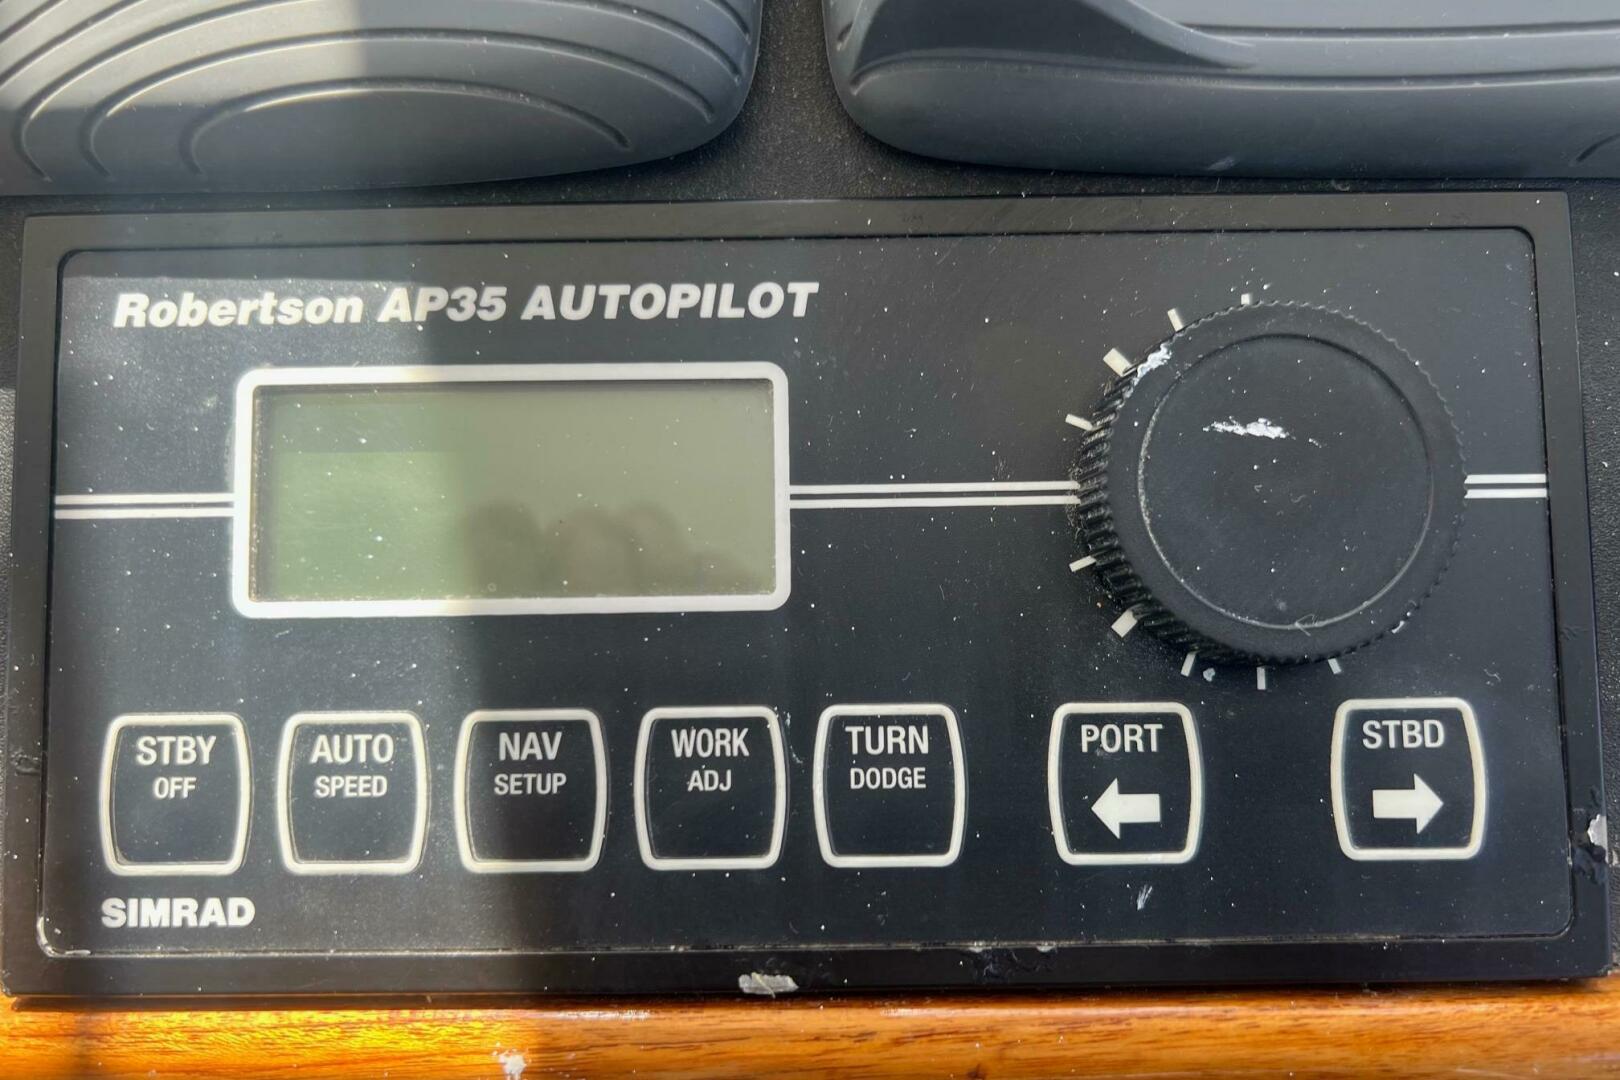 Robertson AP35 AUTOPILOT
STBY
OFF
AUTO
SPEED
NAV
SETUP
WORK
ADJ
TURN
DODGE
PORT
STBD
SIMRAD